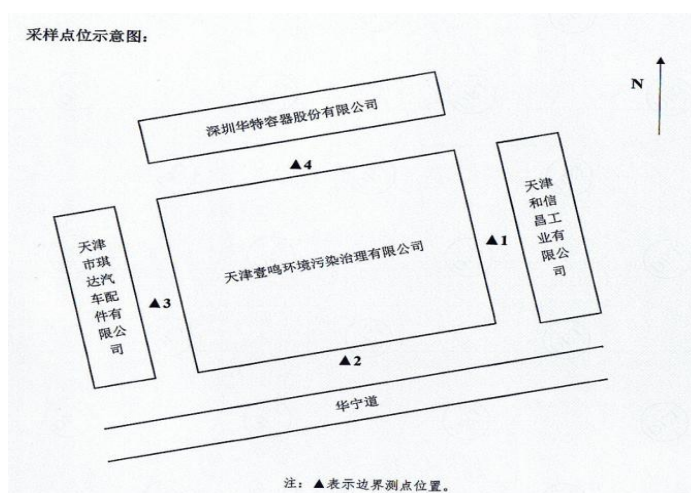 采样点位示意图：
N
深圳华特容器股份有限公司
▲4
天津
和信
昌工
业有
限公
司
天津壹鸣环境污染治理有限公司
▲1
天津
市琪
达汽
车配
件有
限公
司
▲3
▲2
华宁道
注：▲表示边界测点位置。